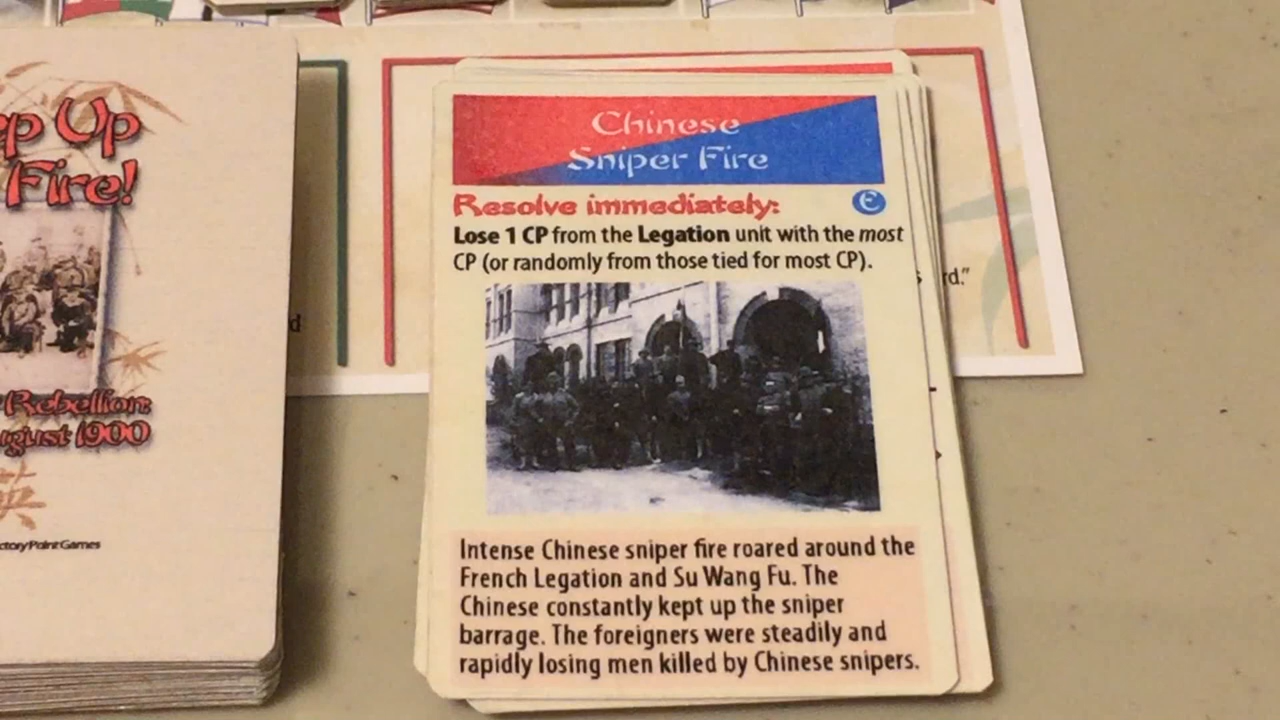 ep Up
Fire!
Rebellion:
ugust 1900
英
ctory Point Games
d
Chinese
Sniper Fire
Resolve immediately:
E
Lose 1 CP from the Legation unit with the most
CP (or randomly from those tied for most CP).
Intense Chinese sniper fire roared around the
French Legation and Su Wang Fu. The
Chinese constantly kept up the sniper
barrage. The foreigners were steadily and
rapidly losing men killed by Chinese snipers.
rd."